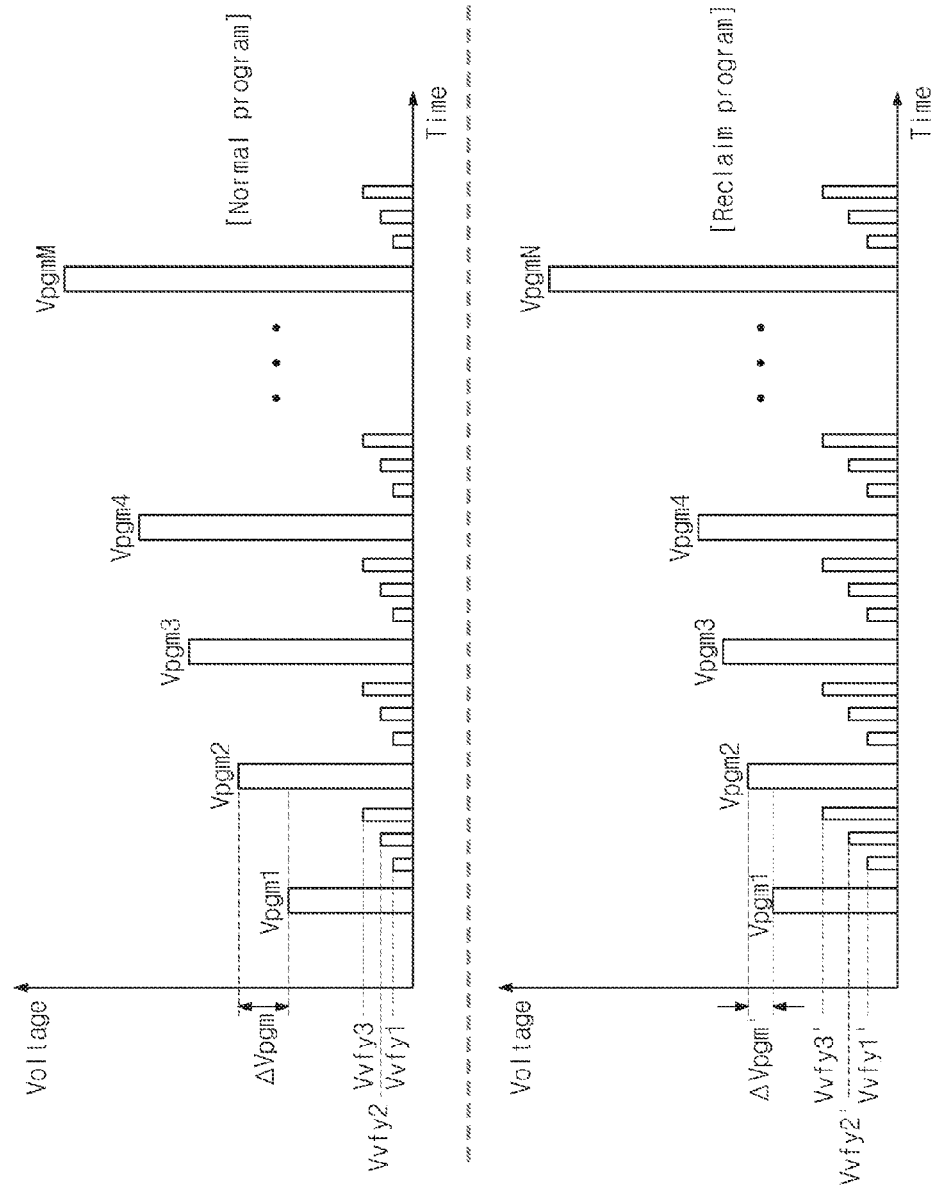 Voltage
[Normal program]
VpgmM
Vpgm4
Vpgm3
Vpgm2
Vpgm1
ΔVpgm
Vvfy3
Vvfy2
Vvfy1
Time
Voltage
[Reclaim program]
VpgmN
Vpgm4
Vpgm3
Vpgm2
Vpgm1
ΔVpgm'
Vvfy3'
Vvfy2'
Vvfy1'
Time